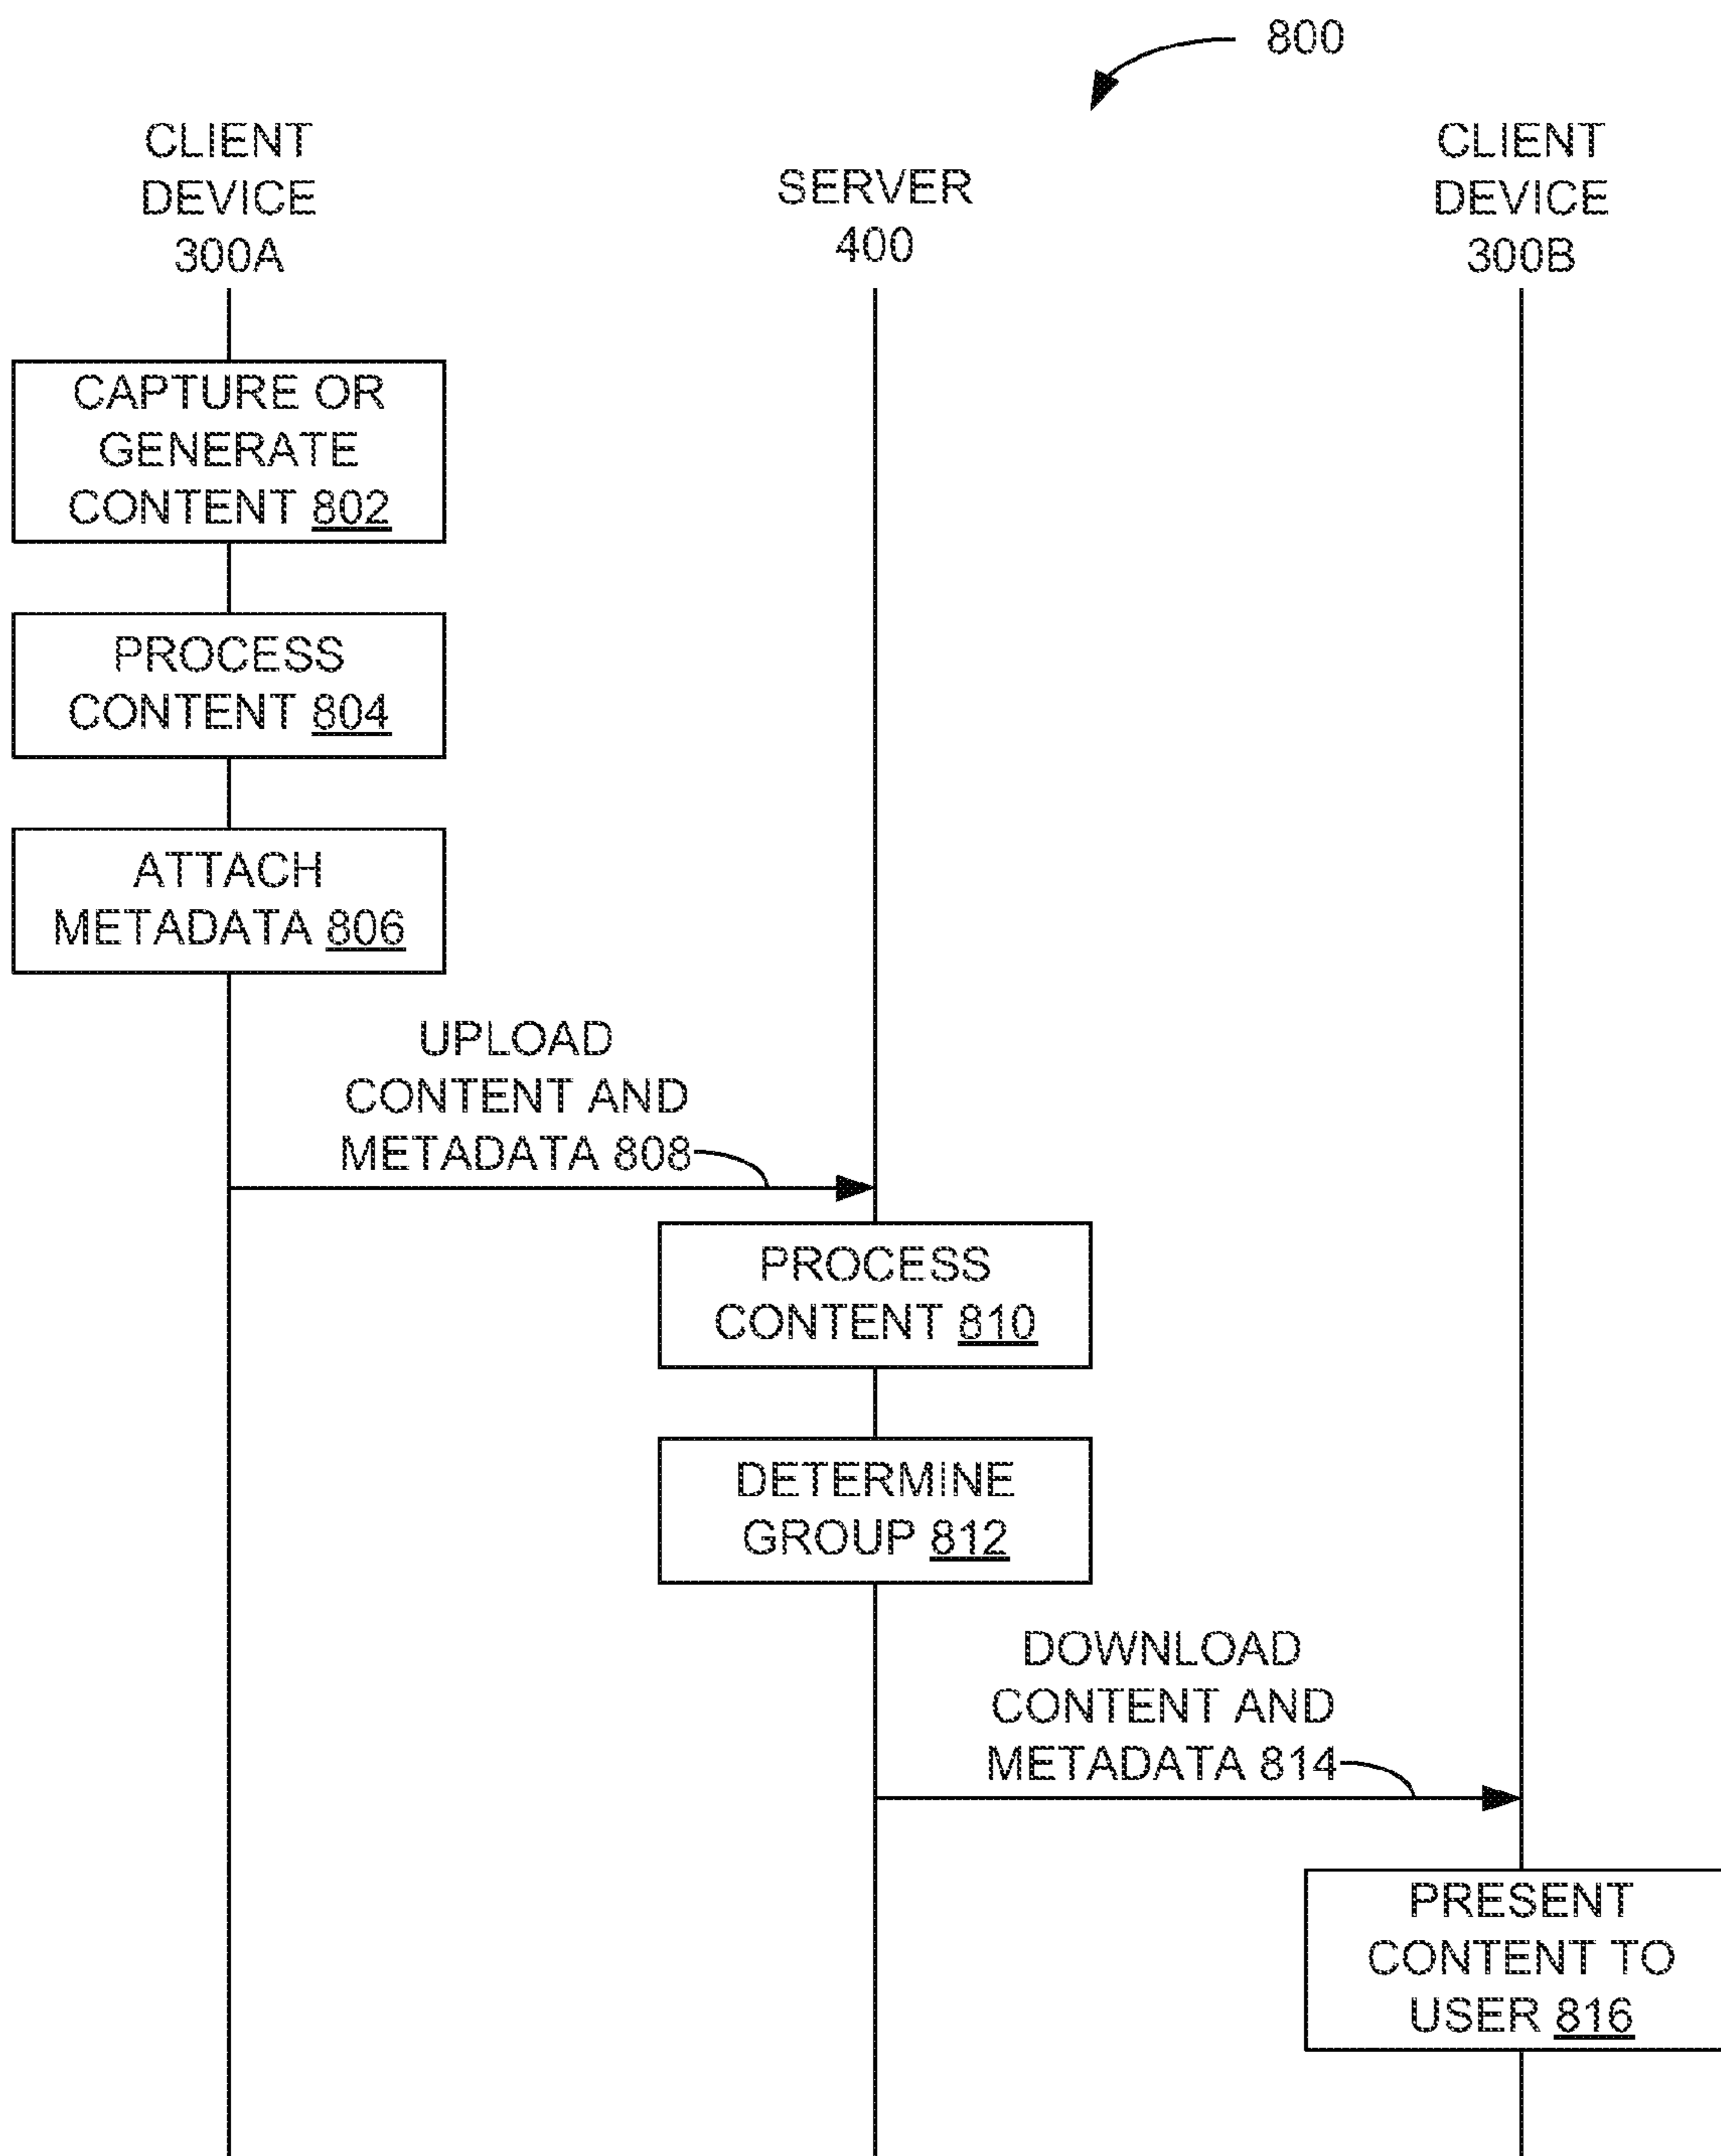 800
CLIENT
DEVICE
300A
SERVER
400
CLIENT
DEVICE
300B
CAPTURE OR
GENERATE
CONTENT 802
PROCESS
CONTENT 804
ATTACH
METADATA 806
UPLOAD
CONTENT AND
METADATA 808
PROCESS
CONTENT 810
DETERMINE
GROUP 812
DOWNLOAD
CONTENT AND
METADATA 814
PRESENT
CONTENT TO
USER 816